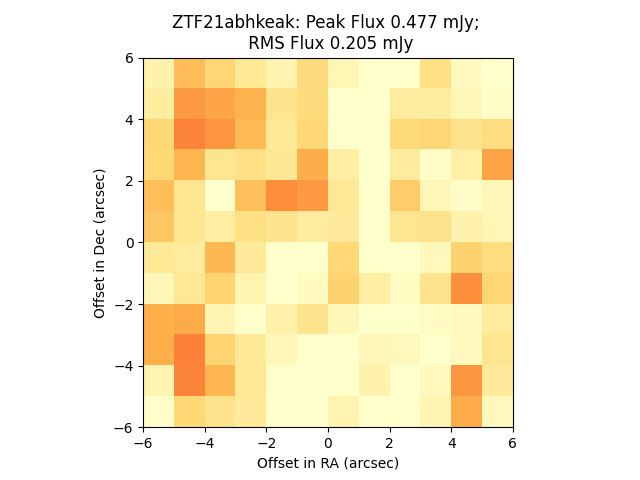 ZTF21abhkeak: Peak Flux 0.477 mJy;
RMS Flux 0.205 mJy
6
4
2
0
−2
−4
−6
Offset in Dec (arcsec)
−6 −4 −2 0 2 4 6
Offset in RA (arcsec)